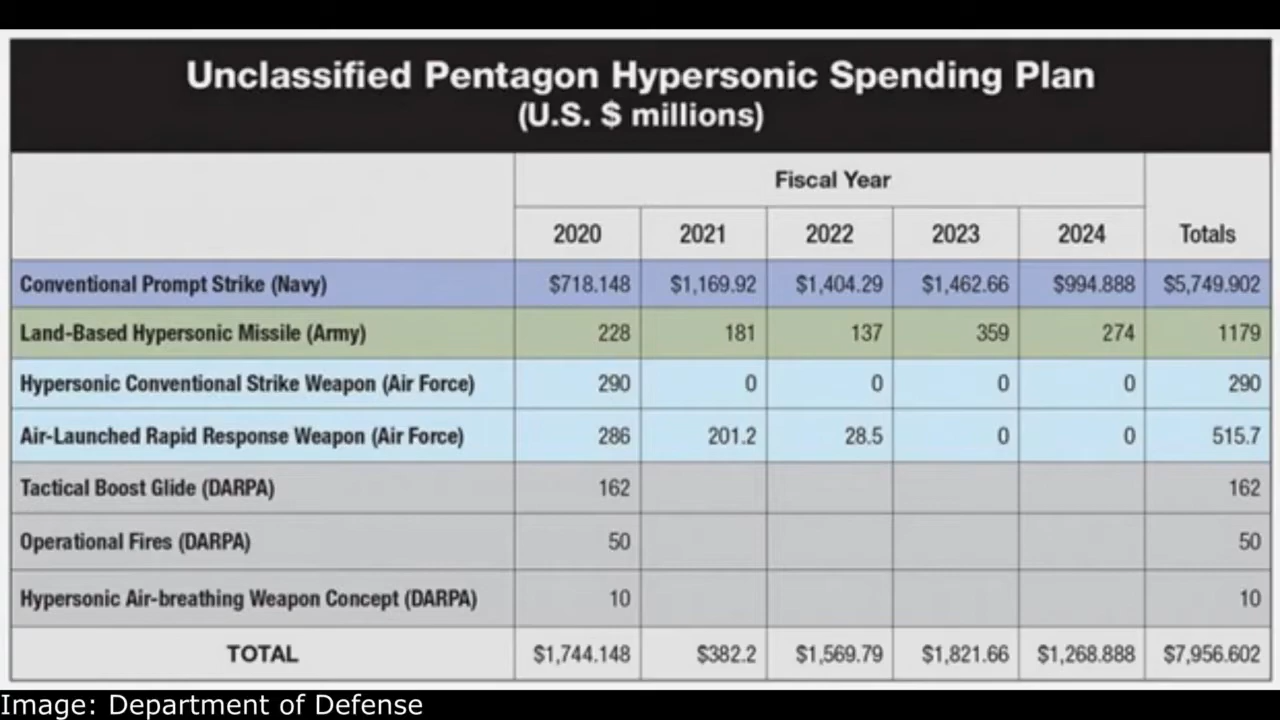 Unclassified Pentagon Hypersonic Spending Plan
(U.S. $ millions)
Fiscal Year
2020 2021 2022 2023 2024 Totals
Conventional Prompt Strike (Navy) $718.148 $1,169.92 $1,404.29 $1,462.66 $994.888 $5,749.902
Land-Based Hypersonic Missile (Army) 228 181 137 359 274 1179
Hypersonic Conventional Strike Weapon (Air Force) 290 0 0 0 0 290
Air-Launched Rapid Response Weapon (Air Force) 286 201.2 28.5 0 0 515.7
Tactical Boost Glide (DARPA) 162 162
Operational Fires (DARPA) 50 50
Hypersonic Air-breathing Weapon Concept (DARPA) 10 10
TOTAL $1,744.148 $382.2 $1,569.79 $1,821.66 $1,268.888 $7,956.602
Image: Department of Defense